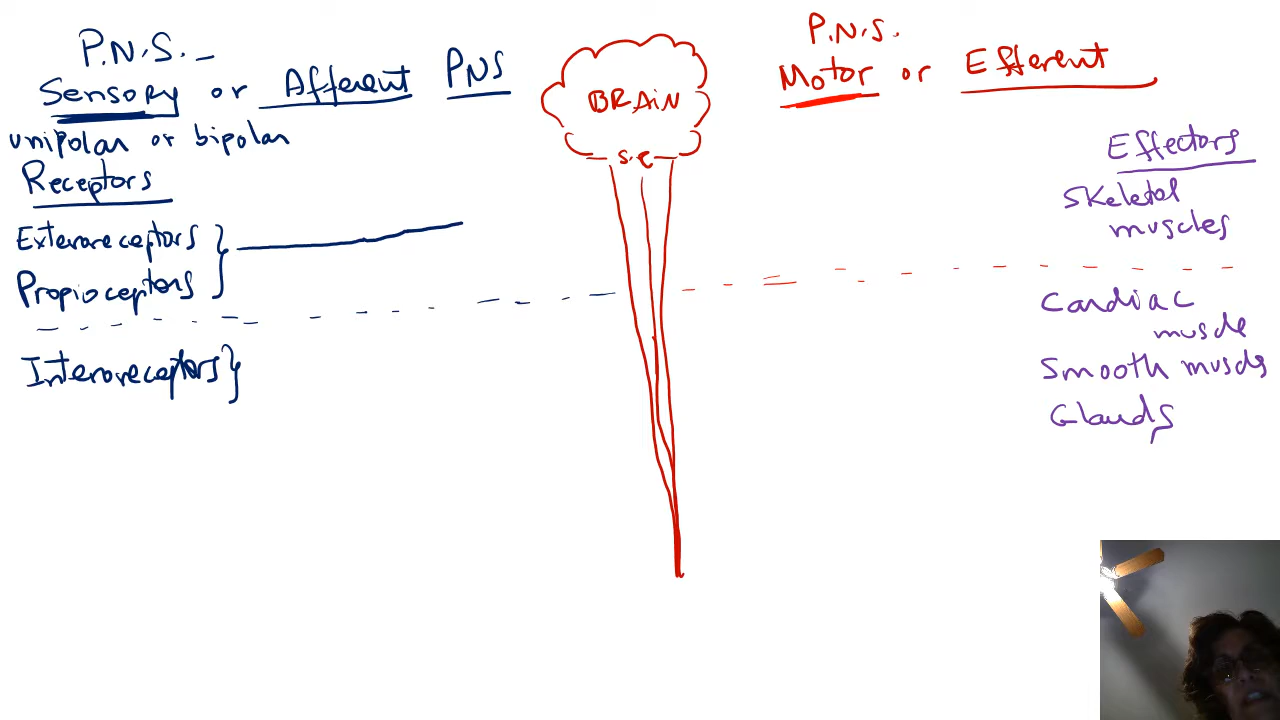 P.N.S.
Sensory or Afferent PNS
unipolar or bipolar
Receptors
Exteroreceptors
Propioceptors
Interoreceptors
BRAIN
s.c
P.N.S.
Motor or Efferent
Effectors
Skeletal
muscles
Cardiac
muscle
Smooth muscle
Glands